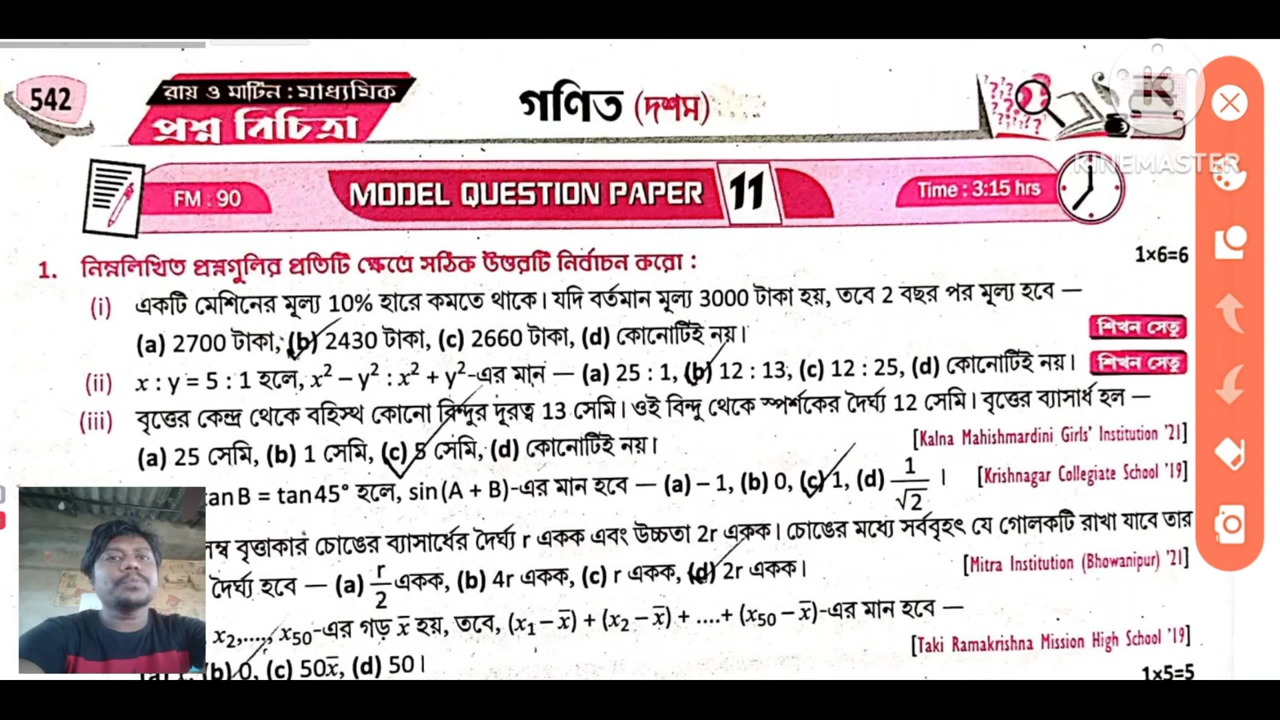 542
রায় ও মার্টিন : মাধ্যমিক
প্রশ্ন বিচিত্রা
গণিত (দশম)
K
KINEMASTER
FM : 90
MODEL QUESTION PAPER 11
Time : 3:15 hrs
1. নিম্নলিখিত প্রশ্নগুলির প্রতিটি ক্ষেত্রে সঠিক উত্তরটি নির্বাচন করো : 1×6=6
(i) একটি মেশিনের মূল্য 10% হারে কমতে থাকে। যদি বর্তমান মূল্য 3000 টাকা হয়, তবে 2 বছর পর মূল্য হবে —
(a) 2700 টাকা, (b) 2430 টাকা, (c) 2660 টাকা, (d) কোনোটিই নয়। শিখন সেতু
(ii) x : y = 5 : 1 হলে, x² – y² : x² + y²-এর মান — (a) 25 : 1, (b) 12 : 13, (c) 12 : 25, (d) কোনোটিই নয়। শিখন সেতু
(iii) বৃত্তের কেন্দ্র থেকে বহিস্থ কোনো বিন্দুর দূরত্ব 13 সেমি। ওই বিন্দু থেকে স্পর্শকের দৈর্ঘ্য 12 সেমি। বৃত্তের ব্যাসার্ধ হল —
(a) 25 সেমি, (b) 1 সেমি, (c) 5 সেমি, (d) কোনোটিই নয়। [Kalna Mahishmardini Girls' Institution '21]
tan B = tan 45° হলে, sin (A + B)-এর মান হবে — (a) – 1, (b) 0, (c) 1, (d) 1/√2 । [Krishnagar Collegiate School '19]
লম্ব বৃত্তাকার চোঙের ব্যাসার্ধের দৈর্ঘ্য r একক এবং উচ্চতা 2r একক। চোঙের মধ্যে সর্ববৃহৎ যে গোলকটি রাখা যাবে তার
দৈর্ঘ্য হবে — (a) r/2 একক, (b) 4r একক, (c) r একক, (d) 2r একক। [Mitra Institution (Bhowanipur) '21]
x₂,...., x₅₀-এর গড় x̄ হয়, তবে, (x₁ – x̄) + (x₂ – x̄) + ....+ (x₅₀ – x̄)-এর মান হবে —
[Taki Ramakrishna Mission High School '19]
(b) 0, (c) 50x̄, (d) 50।
1×5=5